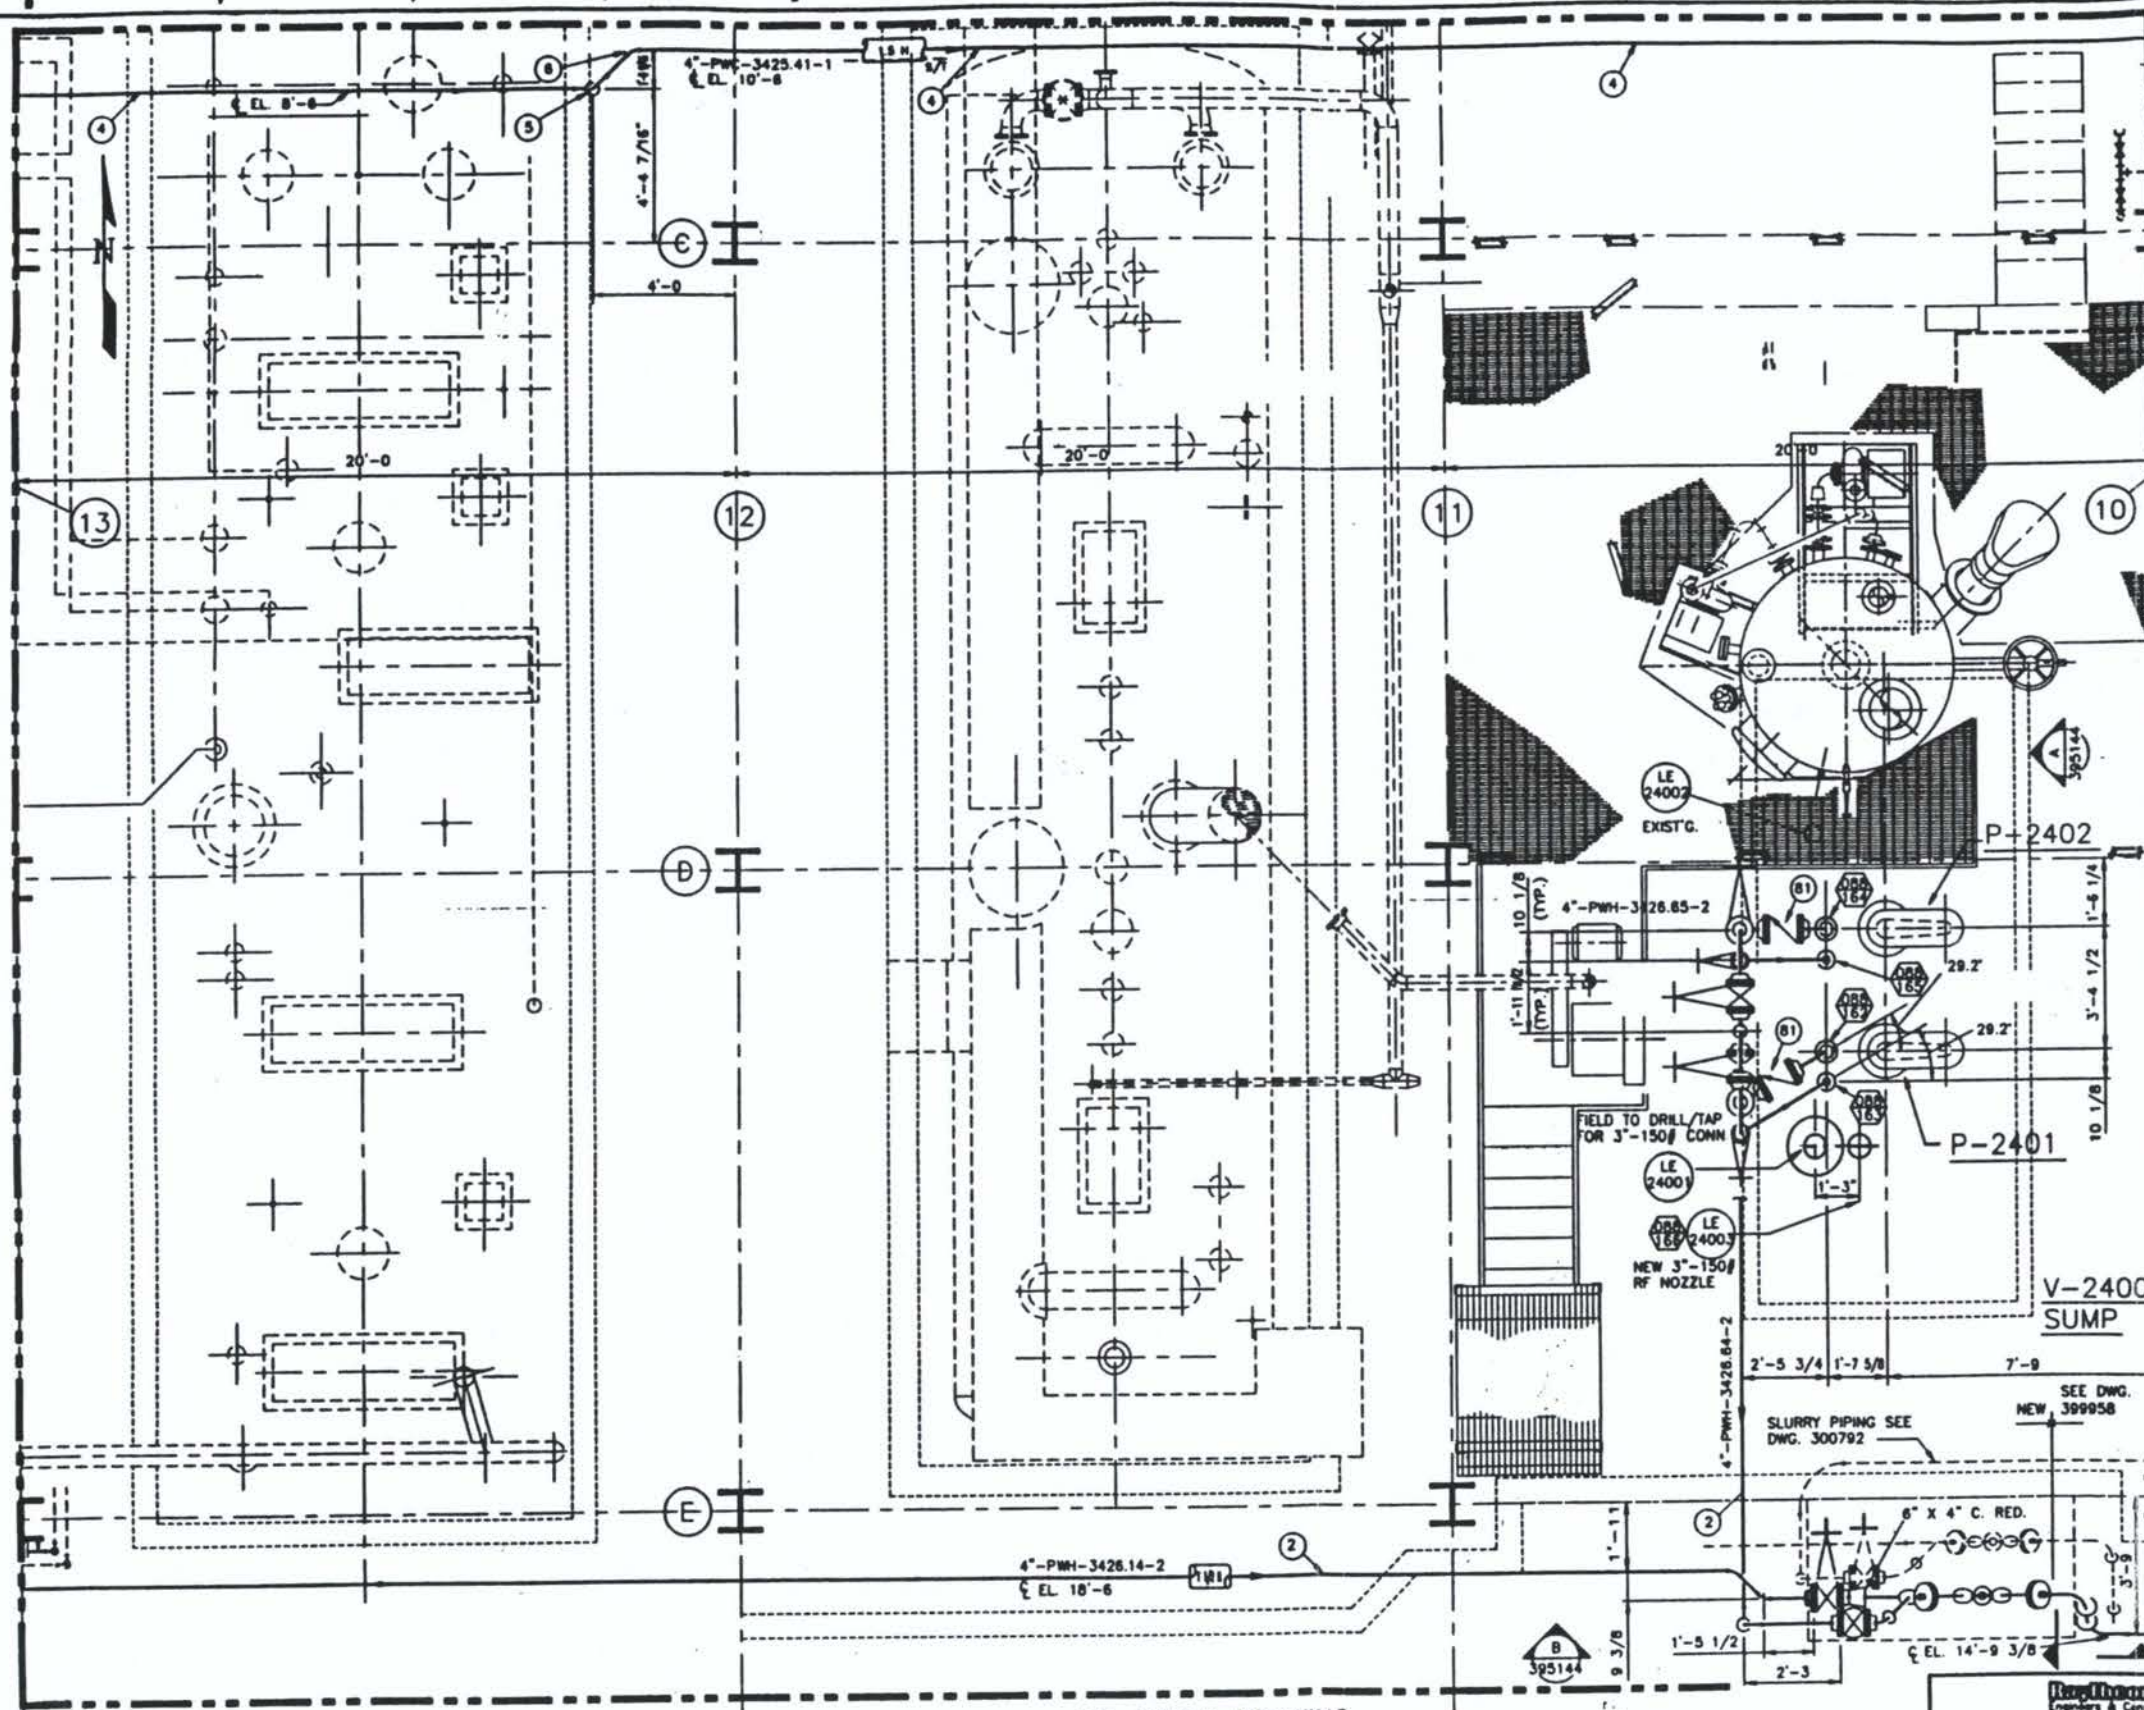 6
4"-PWC-3425.41-1
℄ EL. 10'-6
4
4
℄ EL. 8'-6
4
5
4'-4 7/16"
N
C
4'-0
20'-0
20'-0
13
12
11
10
A
395144
LE
24002
EXIST'G.
P-2402
D
10 1/8
(TYP.)
4"-PWH-3426.65-2
81
1'-6 1/4
29.2°
3'-4 1/2
1'-11 1/2
(TYP.)
81
29.2°
10 1/8
FIELD TO DRILL/TAP
FOR 3"-150# CONN
P-2401
LE
24001
1'-3"
LE
24003
NEW 3"-150#
RF NOZZLE
V-2400
SUMP
4"-PWH-3426.64-2
2'-5 3/4
1'-7 5/8
7'-9
SEE DWG.
NEW 399958
SLURRY PIPING SEE
DWG. 300792
E
2
6" X 4" C. RED.
1'-11
2
4"-PWH-3426.14-2
℄ EL. 18'-6
3'-9
B
395144
9 3/8
1'-5 1/2
2'-3
℄ EL. 14'-9 3/8